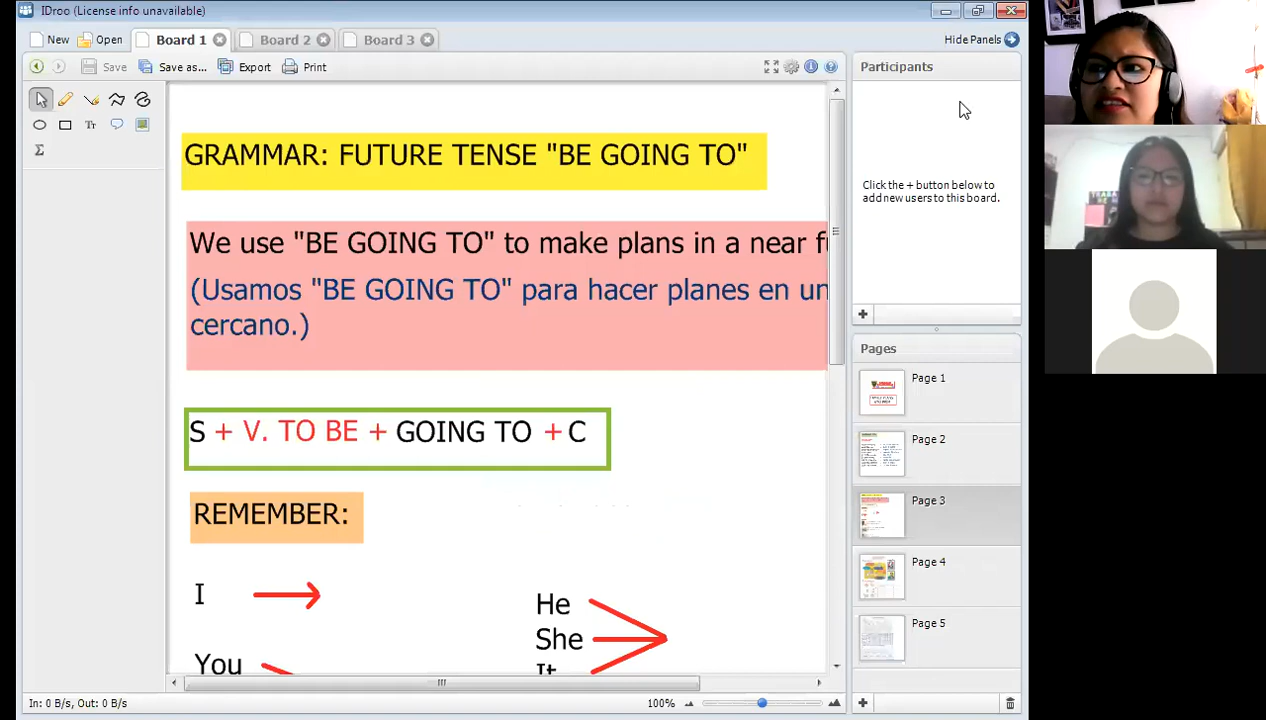 IDroo (License info unavailable)
New Open Board 1 Board 2 Board 3 Hide Panels
Save Save as... Export Print
Participants
Click the + button below to
add new users to this board.
GRAMMAR: FUTURE TENSE "BE GOING TO"
We use "BE GOING TO" to make plans in a near
(Usamos "BE GOING TO" para hacer planes en un
cercano.)
S + V. TO BE + GOING TO + C
REMEMBER:
I
You
He
She
It
Pages
Page 1
Page 2
Page 3
Page 4
Page 5
In: 0 B/s, Out: 0 B/s 100%